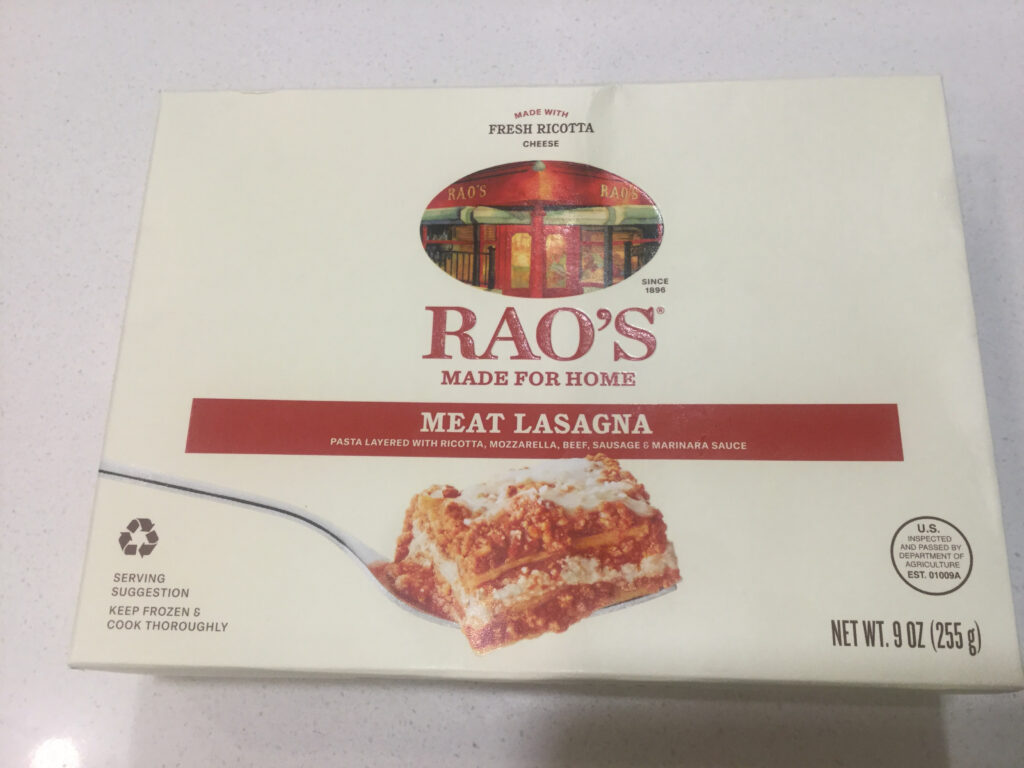 MADE WITH
FRESH RICOTTA
CHEESE
RAO'S RAO'S
SINCE
1896
RAO'S®
MADE FOR HOME
MEAT LASAGNA
PASTA LAYERED WITH RICOTTA, MOZZARELLA, BEEF, SAUSAGE & MARINARA SAUCE
SERVING
SUGGESTION
KEEP FROZEN &
COOK THOROUGHLY
U.S.
INSPECTED
AND PASSED BY
DEPARTMENT OF
AGRICULTURE
EST. 01009A
NET WT. 9 OZ (255 g)